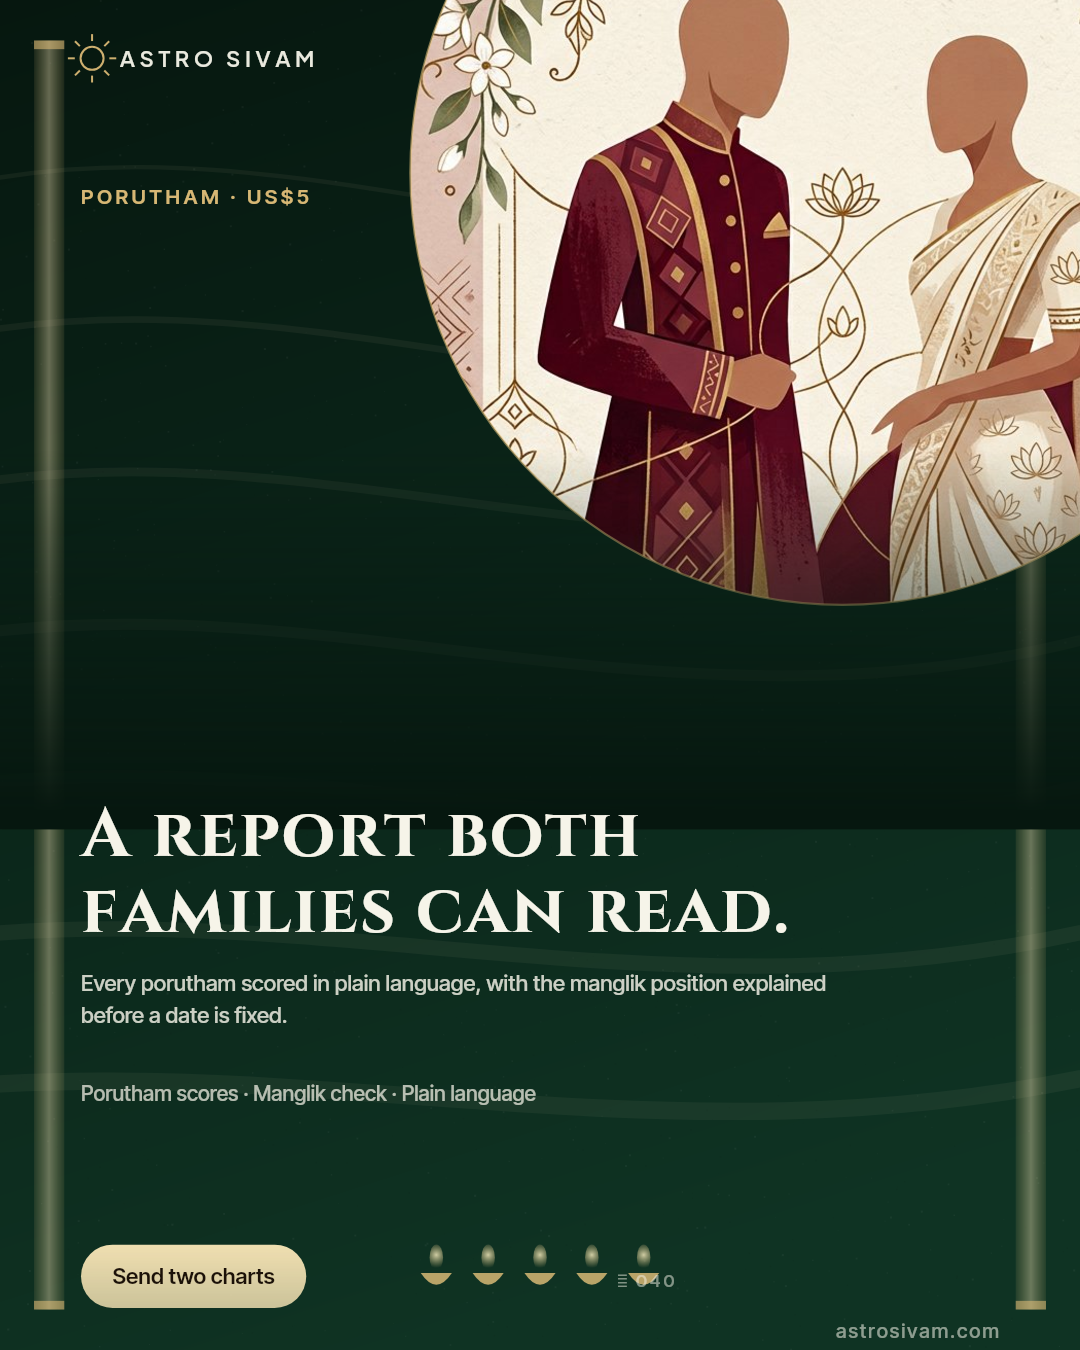 ASTRO SIVAM
PORUTHAM · US$5
A REPORT BOTH
FAMILIES CAN READ.
Every porutham scored in plain language, with the manglik position explained
before a date is fixed.
Porutham scores · Manglik check · Plain language
Send two charts
040
astrosivam.com